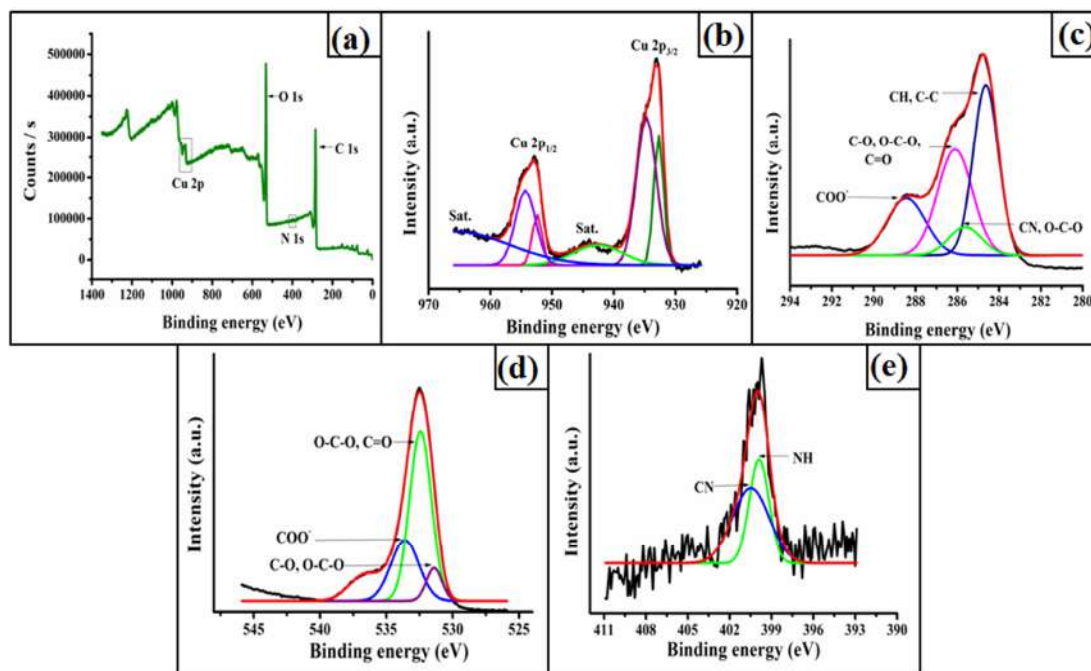 (a)
Counts / s
500000
400000
300000
200000
100000
0
O 1s
C 1s
Cu 2p
N 1s
1400 1200 1000 800 600 400 200 0
Binding energy (eV)
(b)
Intensity (a.u.)
Cu 2p3/2
Cu 2p1/2
Sat.
Sat.
970 960 950 940 930 920
Binding energy (eV)
(c)
Intensity (a.u.)
CH, C-C
C-O, O-C-O,
C=O
COO-
CN, O-C-O
294 292 290 288 286 284 282 280
Binding energy (eV)
(d)
Intensity (a.u.)
O-C-O, C=O
COO-
C-O, O-C-O
545 540 535 530 525
Binding energy (eV)
(e)
Intensity (a.u.)
NH
CN
411 408 405 402 399 396 393 390
Binding energy (eV)